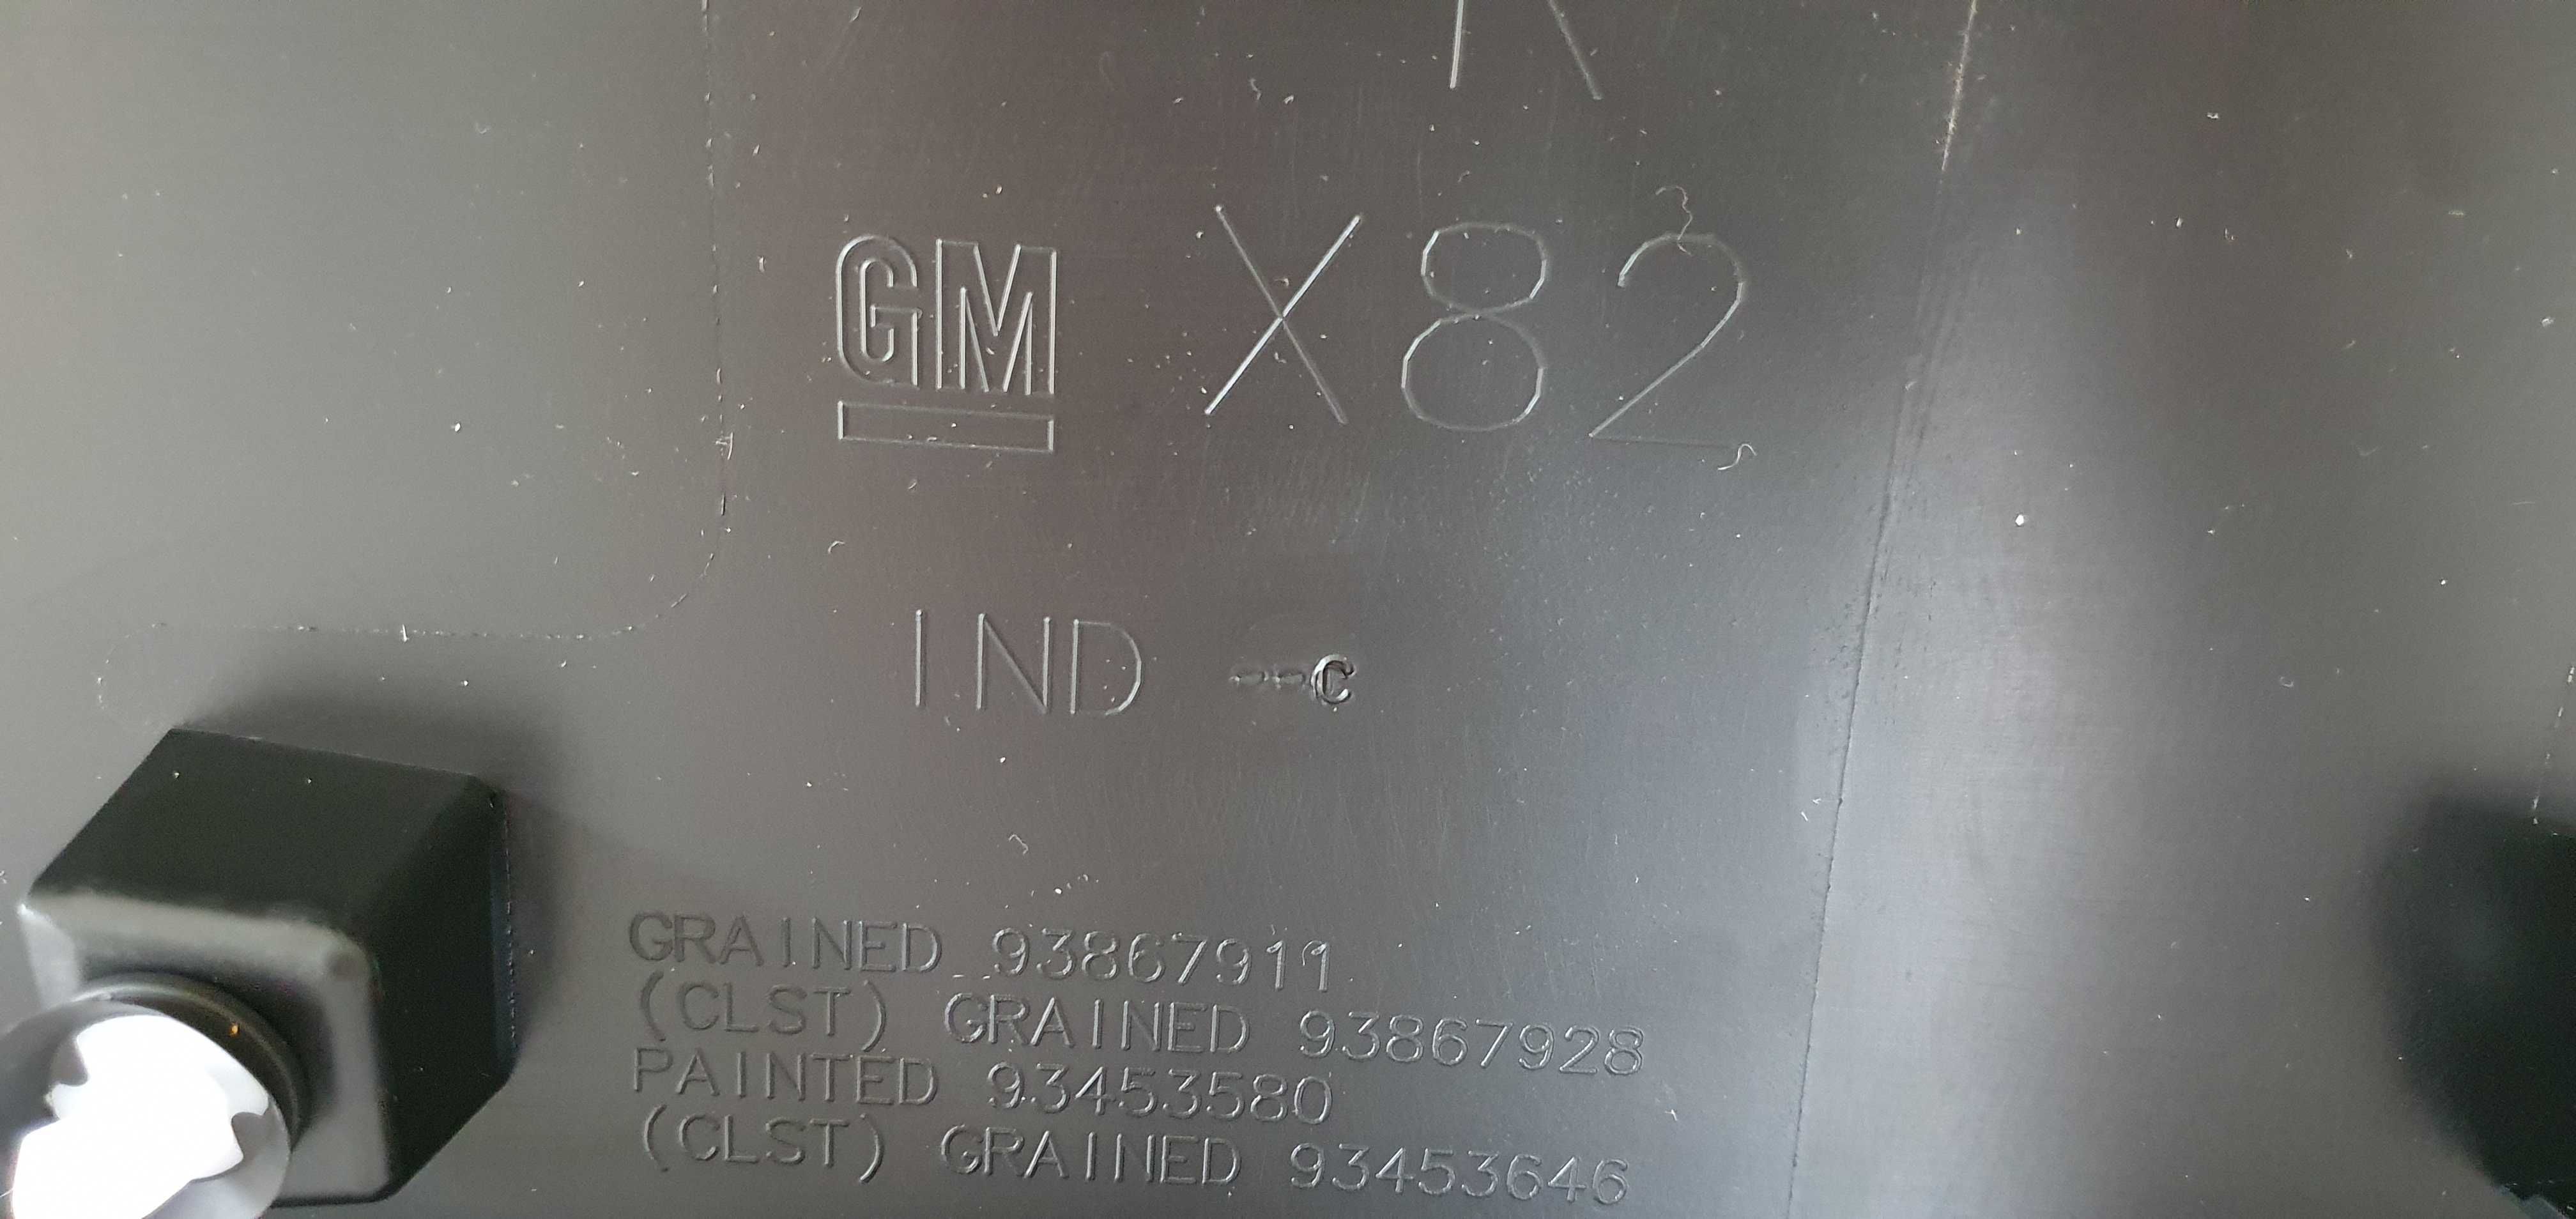 GM X82
IND --C
GRAINED 93867911
(CLST) GRAINED 93867928
PAINTED 93453580
(CLST) GRAINED 93453646